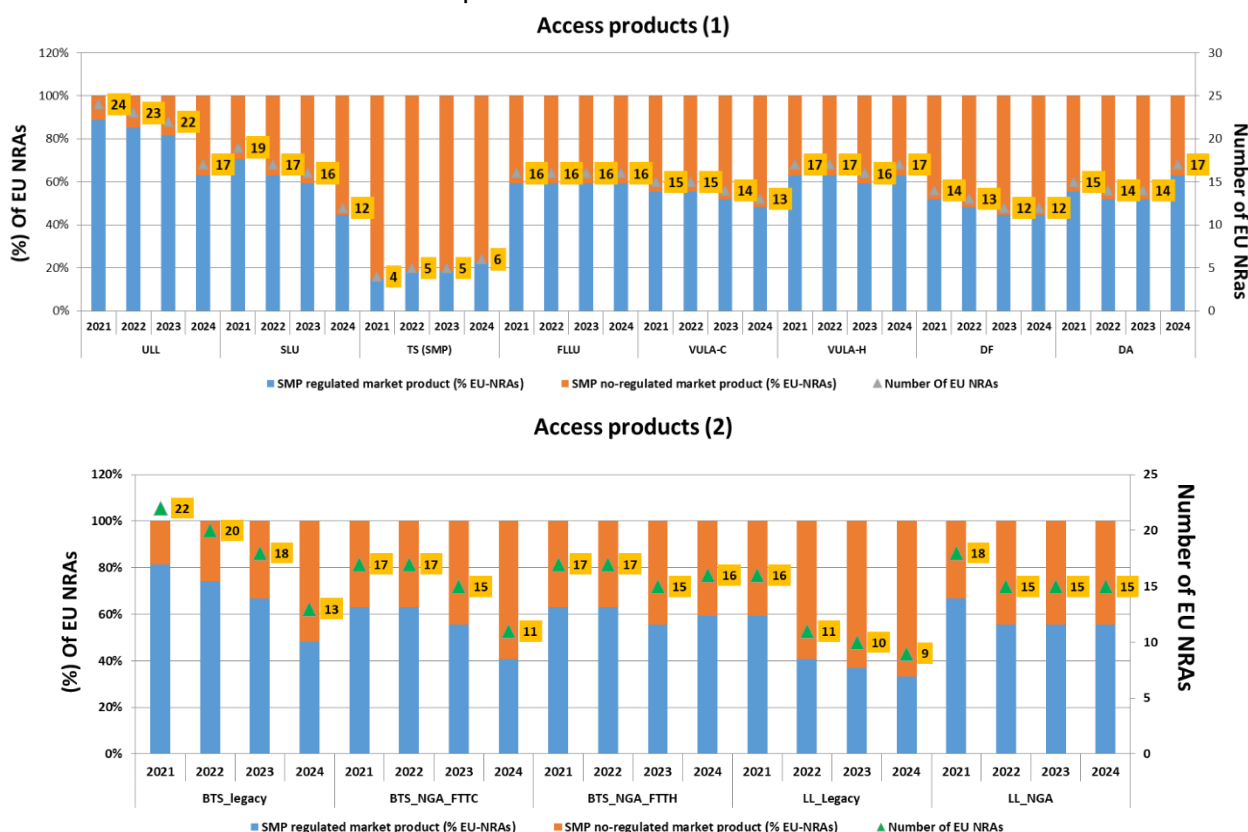 Access products (1)
120%
100%
80%
60%
40%
20%
0%
(%) Of EU NRAs
30
25
20
15
10
5
0
Number of EU NRas
24 23 22 17 19 17 16 12 4 5 5 6 16 16 16 16 15 15 14 13 17 17 16 17 14 13 12 12 15 14 14 17
2021 2022 2023 2024 2021 2022 2023 2024 2021 2022 2023 2024 2021 2022 2023 2024 2021 2022 2023 2024 2021 2022 2023 2024 2021 2022 2023 2024 2021 2022 2023 2024
ULL SLU TS (SMP) FLLU VULA-C VULA-H DF DA
SMP regulated market product (% EU-NRAs) SMP no-regulated market product (% EU-NRAs) Number Of EU NRAs
Access products (2)
120%
100%
80%
60%
40%
20%
0%
(%) Of EU NRAs
25
20
15
10
5
0
Number of EU NRAs
22 20 18 13 17 17 15 11 17 17 15 16 16 11 10 9 18 15 15 15
2021 2022 2023 2024 2021 2022 2023 2024 2021 2022 2023 2024 2021 2022 2023 2024 2021 2022 2023 2024
BTS_legacy BTS_NGA_FTTC BTS_NGA_FTTH LL_Legacy LL_NGA
SMP regulated market product (% EU-NRAs) SMP no-regulated market product (% EU-NRAs) Number of EU NRAs